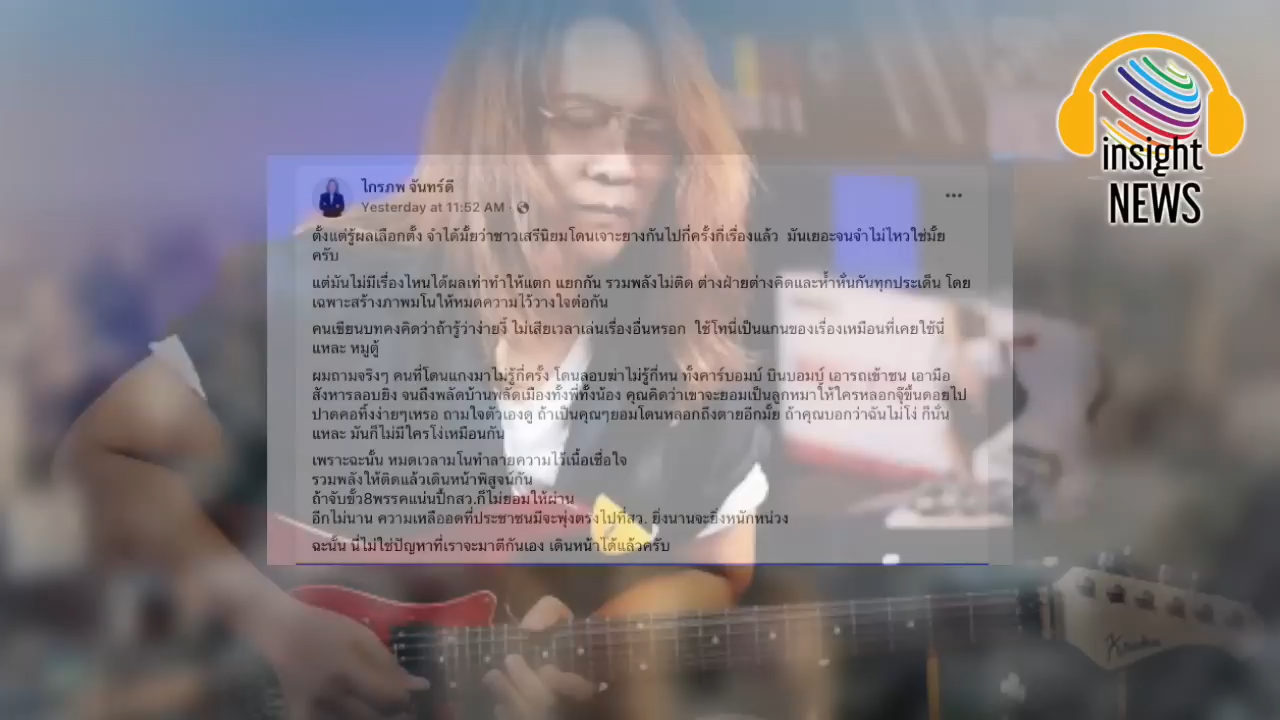 insight
NEWS
ไกรภพ จันทร์ดี
Yesterday at 11:52 AM ·
ตั้งแต่รู้ผลเลือกตั้ง จำได้มั้ยว่าชาวเสรีนิยมโดนเจาะยางกันไปกี่ครั้งกี่เรื่องแล้ว มันเยอะจนจำไม่ไหวใช่มั้ย
ครับ
แต่มันไม่มีเรื่องไหนได้ผลเท่าทำให้แตก แยกกัน รวมพลังไม่ติด ต่างฝ่ายต่างคิดและห้ำหั่นกันทุกประเด็น โดย
เฉพาะสร้างภาพมโนให้หมดความไว้วางใจต่อกัน
คนเขียนบทคงคิดว่าถ้ารู้ว่าง่ายงี้ ไม่เสียเวลาเล่นเรื่องอื่นหรอก ใช้โทนี่เป็นแกนของเรื่องเหมือนที่เคยใช้นี่
แหละ หมูตู้
ผมถามจริงๆ คนที่โดนแกงมาไม่รู้กี่ครั้ง โดนลอบฆ่าไม่รู้กี่หน ทั้งคาร์บอมบ์ บินบอมบ์ เอารถเข้าชน เอามือ
สังหารลอบยิง จนถึงพลัดบ้านพลัดเมืองทั้งพี่ทั้งน้อง คุณคิดว่าเขาจะยอมเป็นลูกหมาให้ใครหลอกจุ๊ขึ้นดอยไป
ปาดคอทิ้งง่ายๆเหรอ ถามใจตัวเองดู ถ้าเป็นคุณๆยอมโดนหลอกถึงตายอีกมั้ย ถ้าคุณบอกว่าฉันไม่โง่ ก็นั่น
แหละ มันก็ไม่มีใครโง่เหมือนกัน
เพราะฉะนั้น หมดเวลามโนทำลายความไว้เนื้อเชื่อใจ
รวมพลังให้ติดแล้วเดินหน้าพิสูจน์กัน
ถ้าจับขั้ว8พรรคแน่นปึ้กสว.ก็ไม่ยอมให้ผ่าน
อีกไม่นาน ความเหลืออดที่ประชาชนมีจะพุ่งตรงไปที่สว. ยิ่งนานจะยิ่งหนักหน่วง
ฉะนั้น นี่ไม่ใช่ปัญหาที่เราจะมาตีกันเอง เดินหน้าได้แล้วครับ